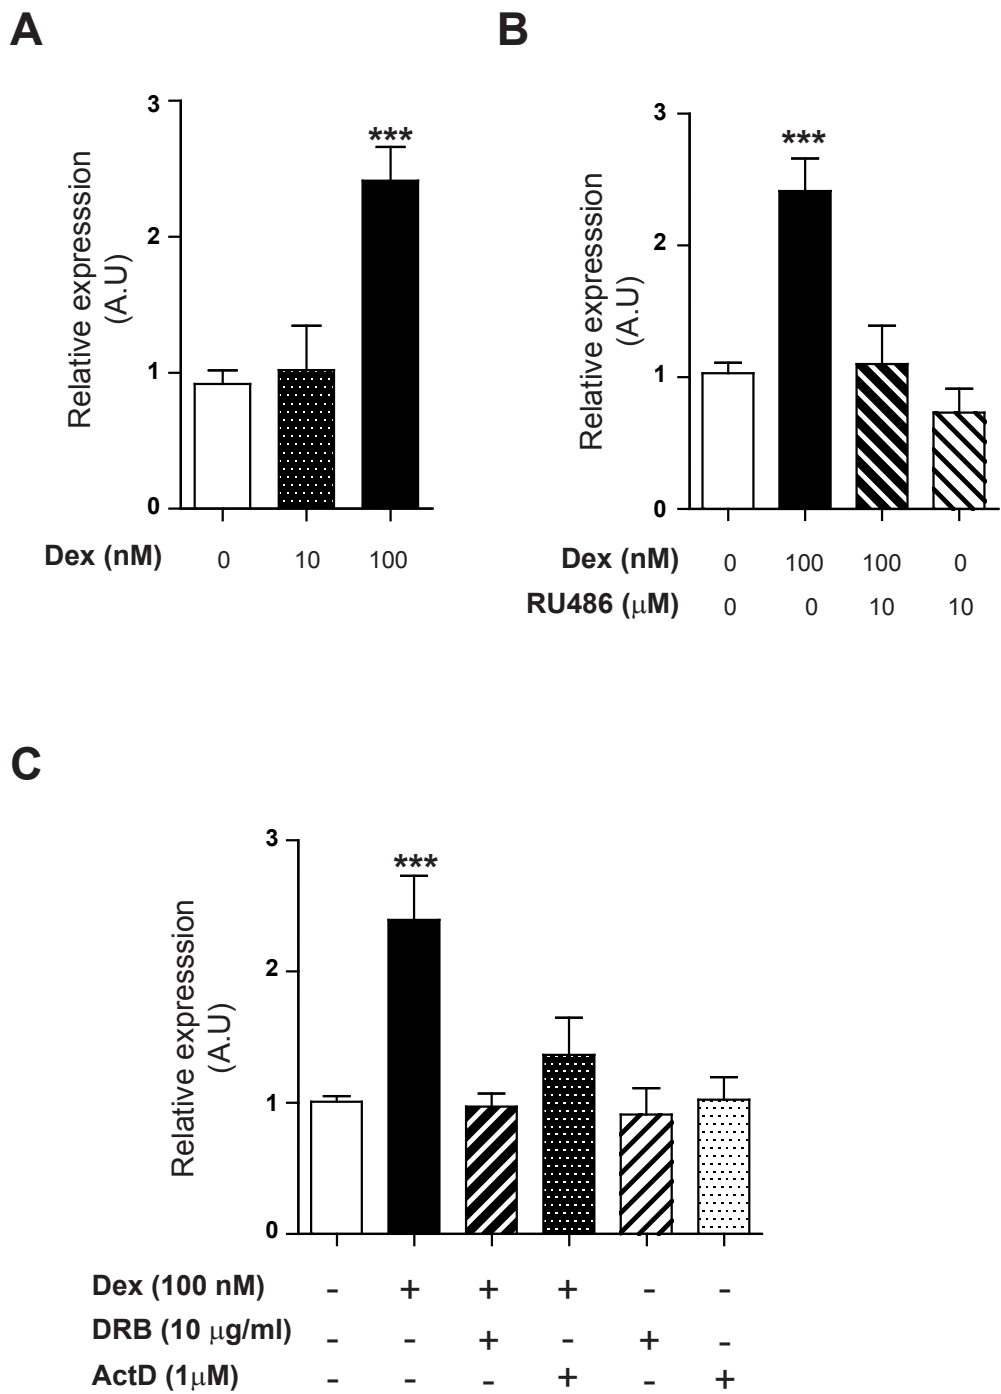 A
B
3
2
1
0
Relative expresssion
(A.U)
***
Dex (nM) 0 10 100
3
2
1
0
Relative expresssion
(A.U)
***
Dex (nM) 0 100 100 0
RU486 (μM) 0 0 10 10
C
3
2
1
0
Relative expresssion
(A.U)
***
Dex (100 nM) - + + + - -
DRB (10 μg/ml) - - + - + -
ActD (1μM) - - - + - +